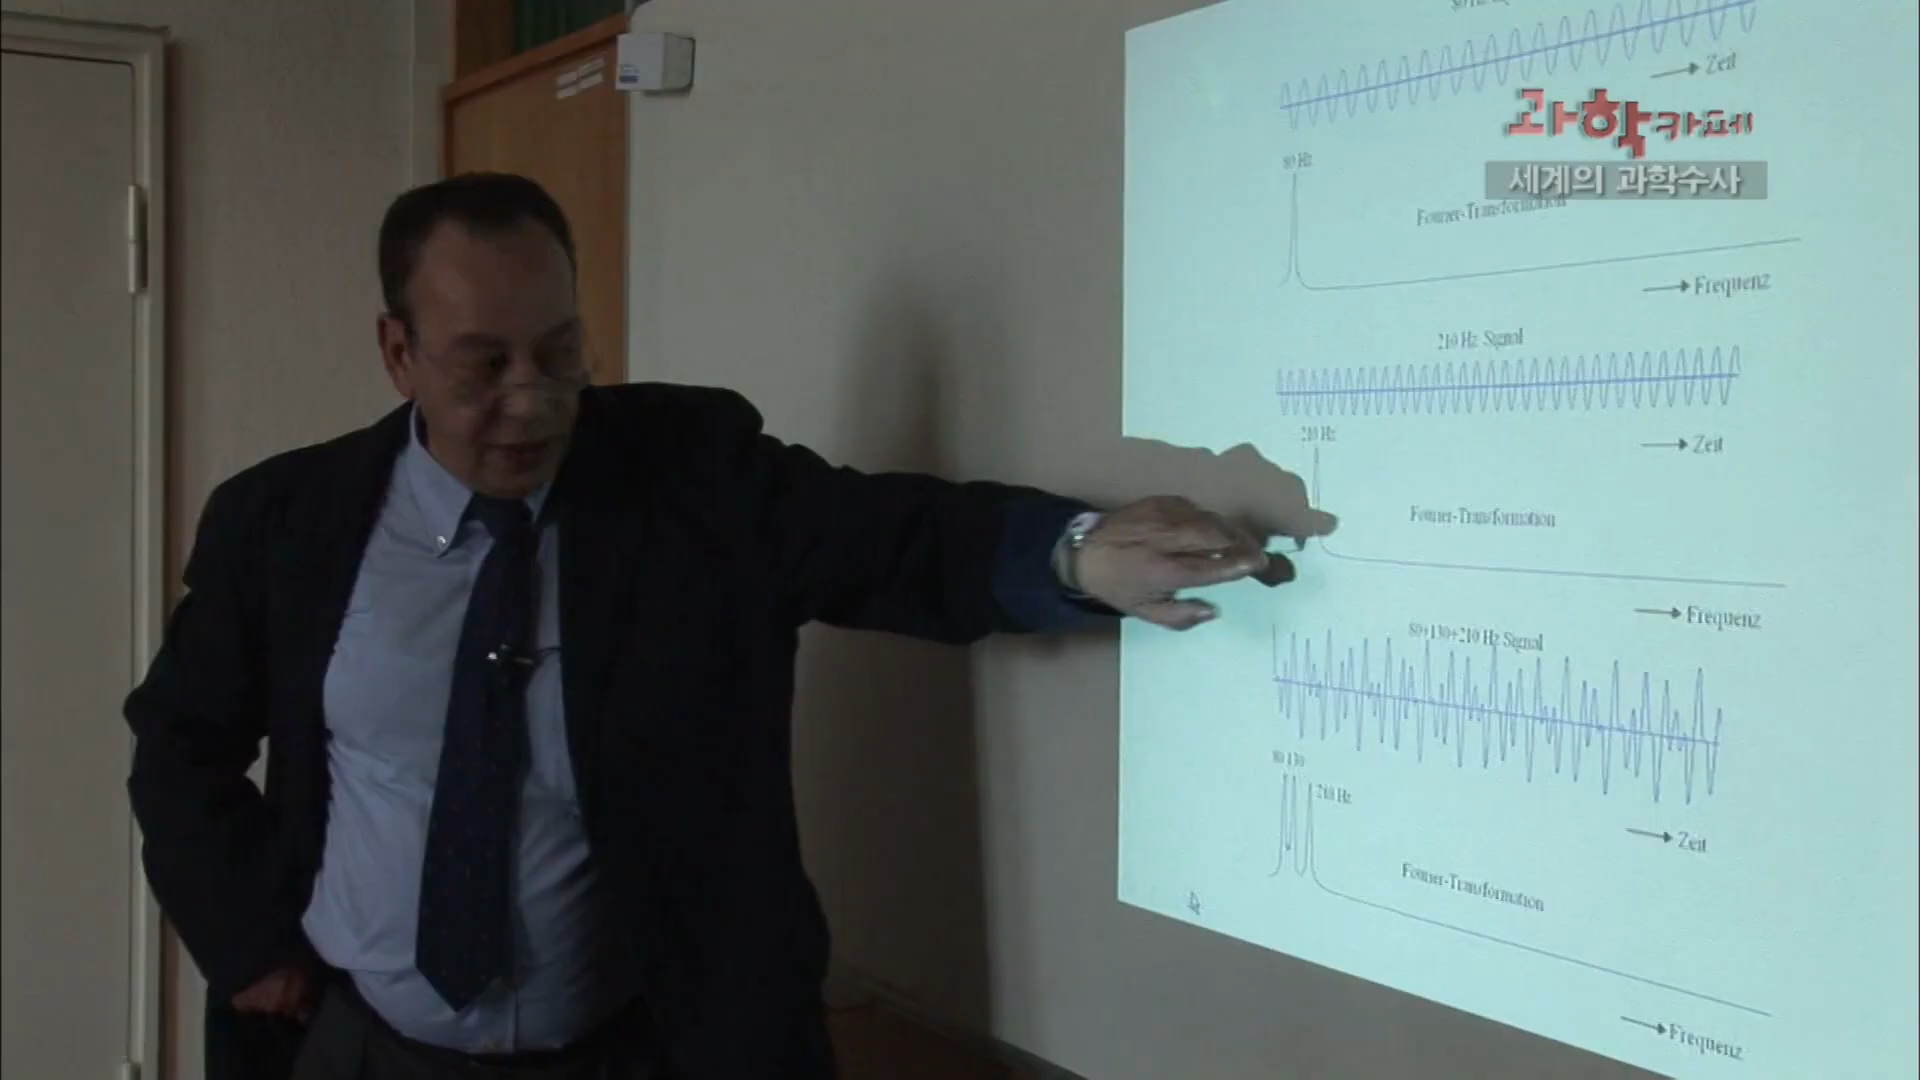 → Zeit
과학카페
80 Hz
세계의 과학수사
Fourier-Transformation
→ Frequenz
210 Hz Signal
210 Hz
→ Zeit
Fourier-Transformation
→ Frequenz
80+130+210 Hz Signal
80 130
210 Hz
→ Zeit
Fourier-Transformation
→ Frequenz